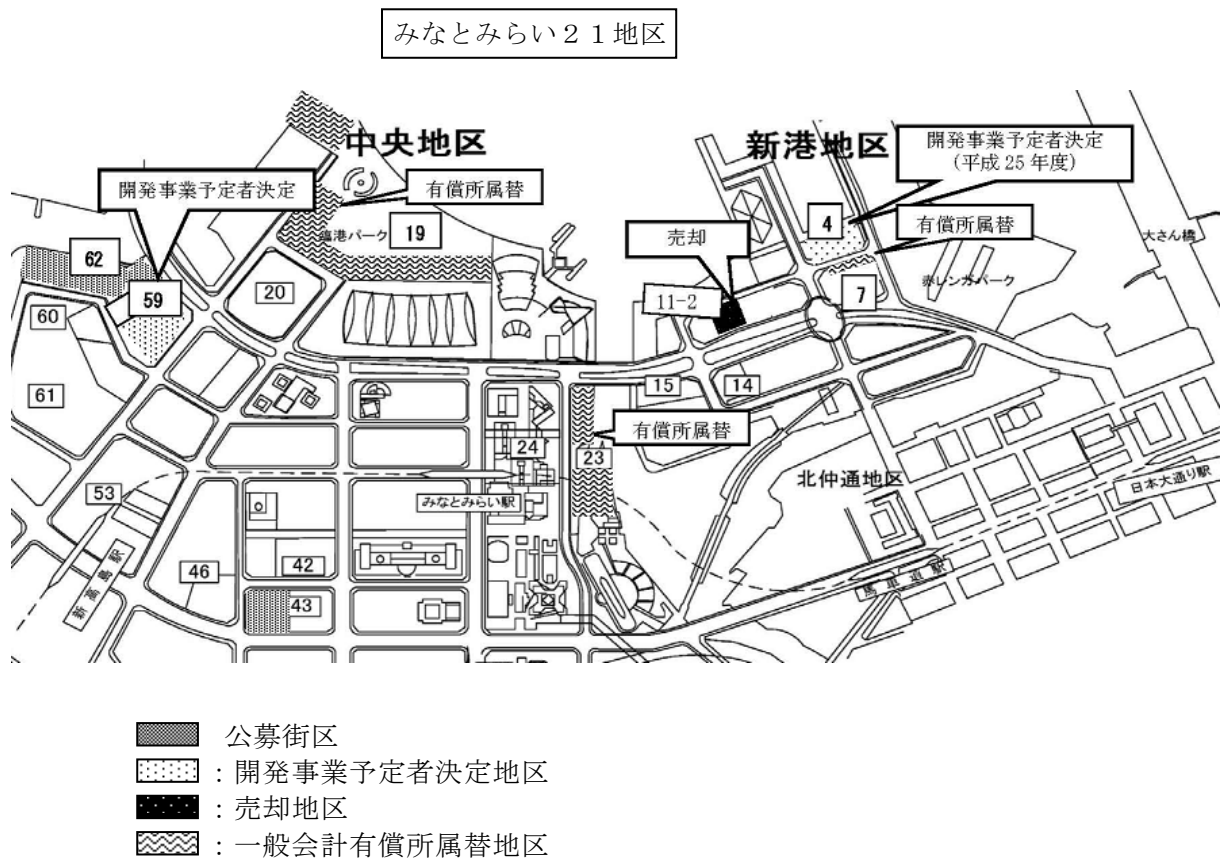 みなとみらい２１地区
中央地区
新港地区
開発事業予定者決定
(平成 25 年度)
開発事業予定者決定
有償所属替
有償所属替
売却
臨港パーク
19
4
大さん橋
62
59
20
11-2
7
赤レンガパーク
60
61
15
14
24
有償所属替
23
北仲通地区
53
みなとみらい駅
日本大通り駅
46
42
43
新高島駅
馬車道駅
公募街区
：開発事業予定者決定地区
：売却地区
：一般会計有償所属替地区